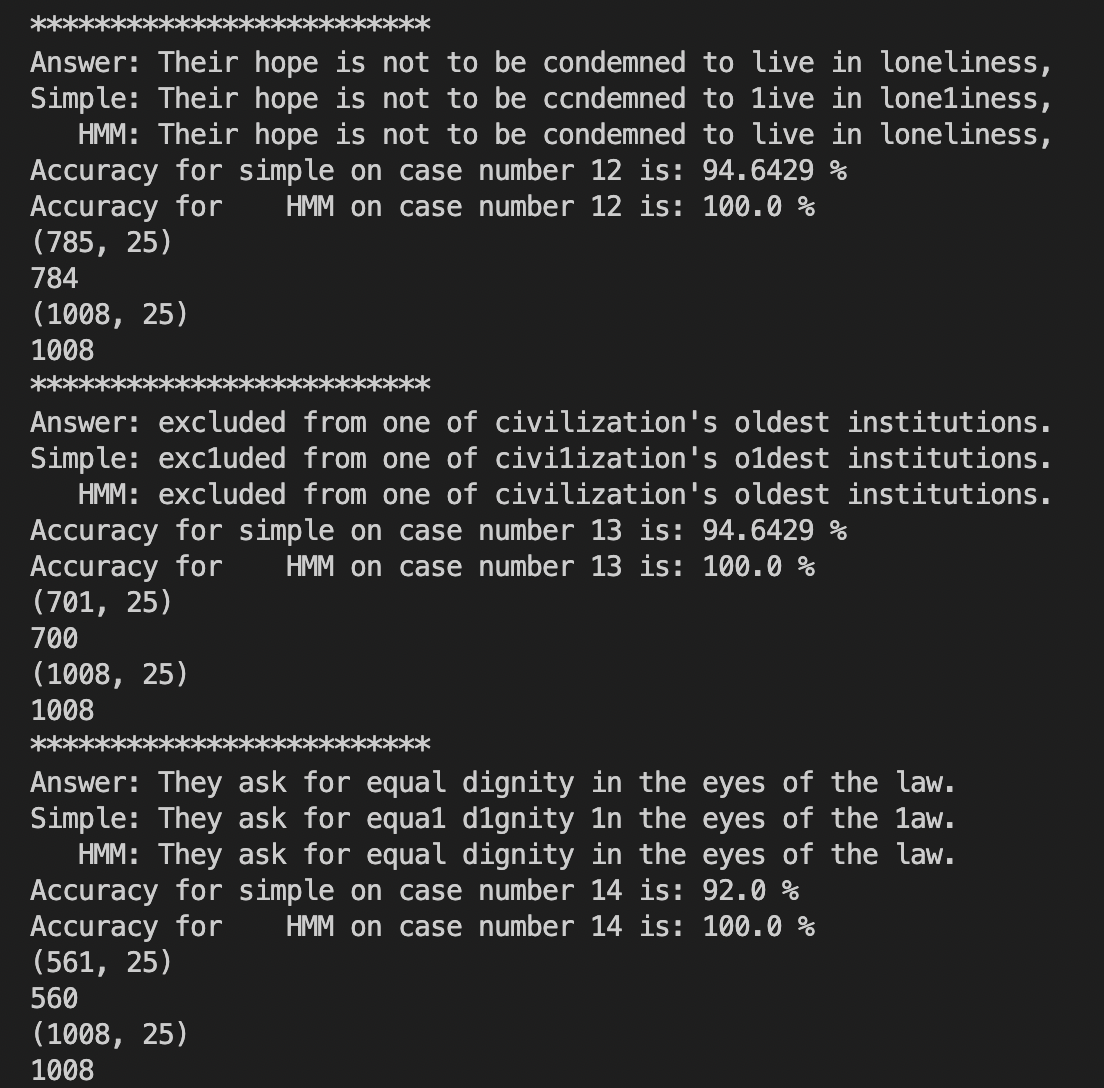 *************************
Answer: Their hope is not to be condemned to live in loneliness,
Simple: Their hope is not to be ccndemned to 1ive in lone1iness,
   HMM: Their hope is not to be condemned to live in loneliness,
Accuracy for simple on case number 12 is: 94.6429 %
Accuracy for    HMM on case number 12 is: 100.0 %
(785, 25)
784
(1008, 25)
1008
*************************
Answer: excluded from one of civilization's oldest institutions.
Simple: exc1uded from one of civi1ization's o1dest institutions.
   HMM: excluded from one of civilization's oldest institutions.
Accuracy for simple on case number 13 is: 94.6429 %
Accuracy for    HMM on case number 13 is: 100.0 %
(701, 25)
700
(1008, 25)
1008
*************************
Answer: They ask for equal dignity in the eyes of the law.
Simple: They ask for equa1 d1gnity 1n the eyes of the 1aw.
   HMM: They ask for equal dignity in the eyes of the law.
Accuracy for simple on case number 14 is: 92.0 %
Accuracy for    HMM on case number 14 is: 100.0 %
(561, 25)
560
(1008, 25)
1008